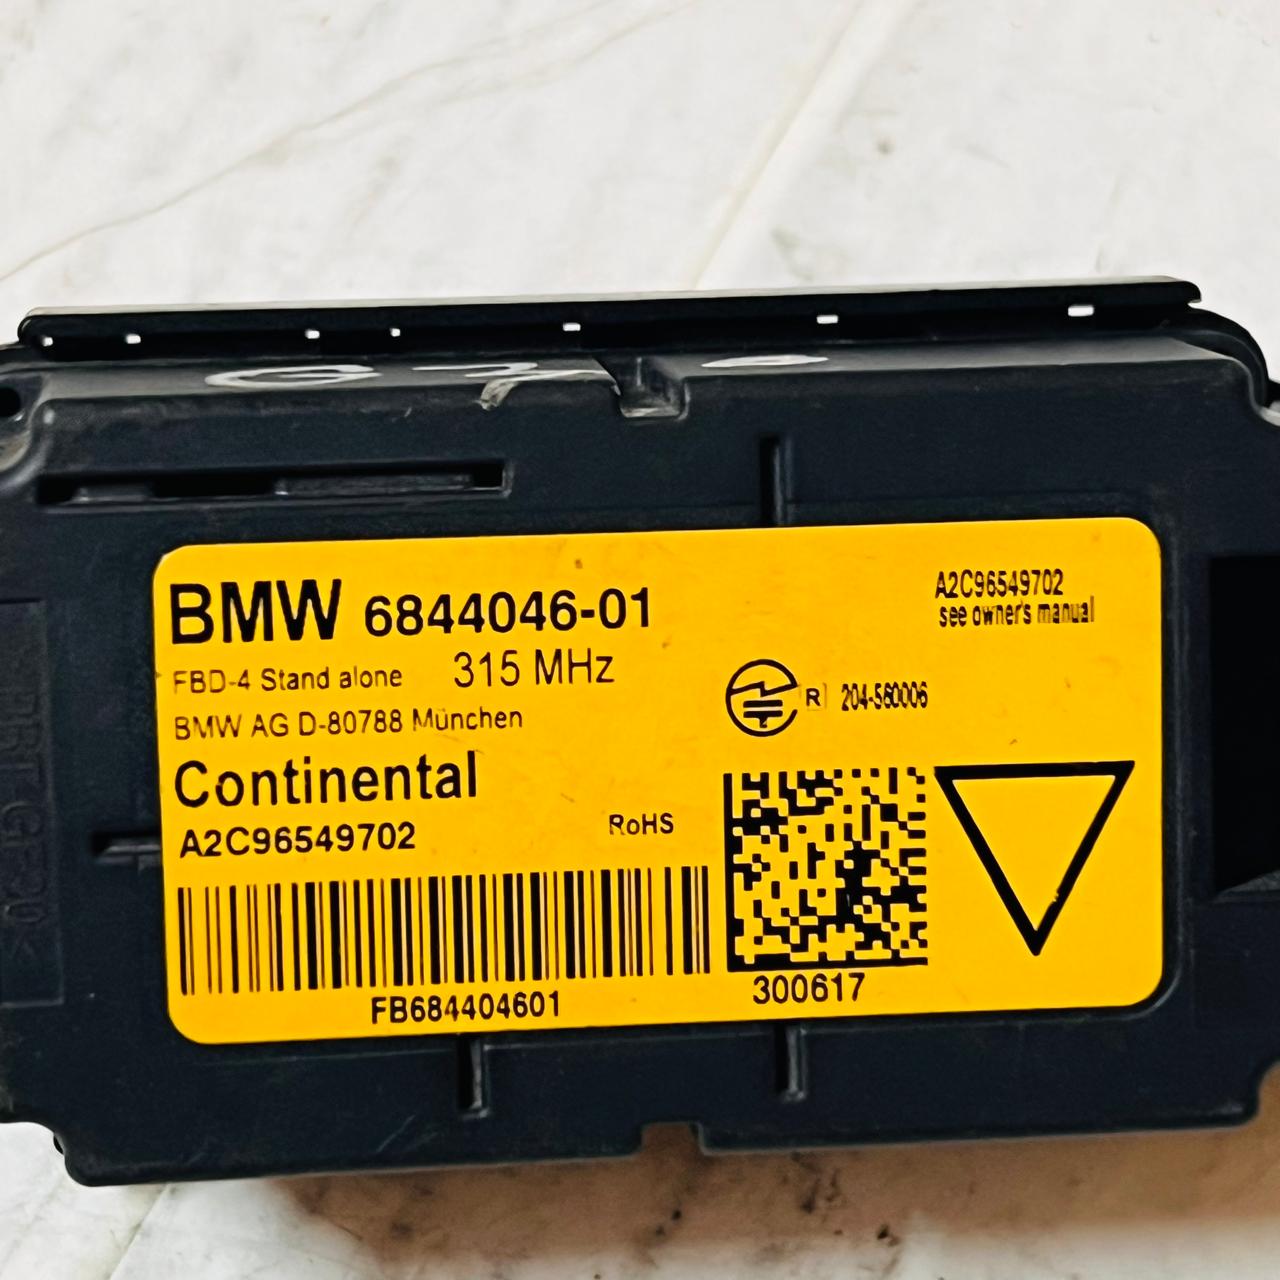 BMW 6844046-01
A2C96549702
see owner's manual
FBD-4 Stand alone 315 MHz
R 204-560006
BMW AG D-80788 München
Continental
A2C96549702
RoHS
FB684404601
300617